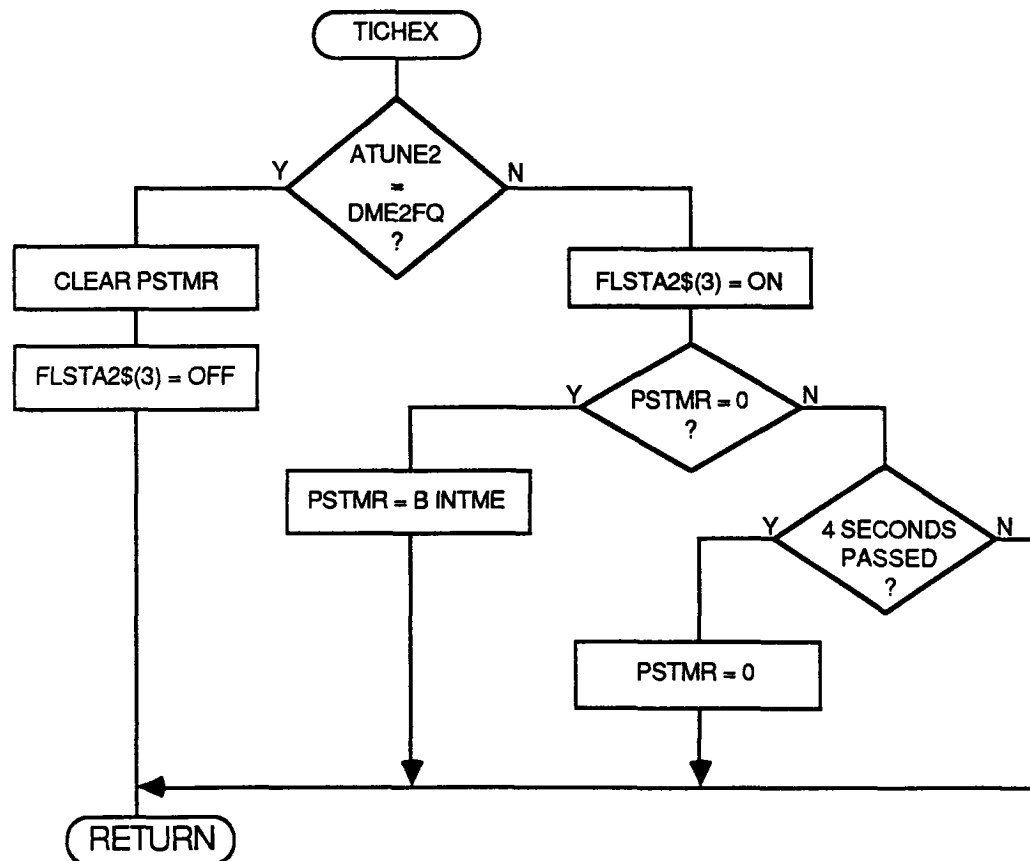 TICHEX
ATUNE2
=
DME2FQ
?
Y
N
CLEAR PSTMR
FLSTA2$(3) = ON
FLSTA2$(3) = OFF
PSTMR = 0
?
Y
N
PSTMR = B INTME
4 SECONDS
PASSED
?
Y
N
PSTMR = 0
RETURN